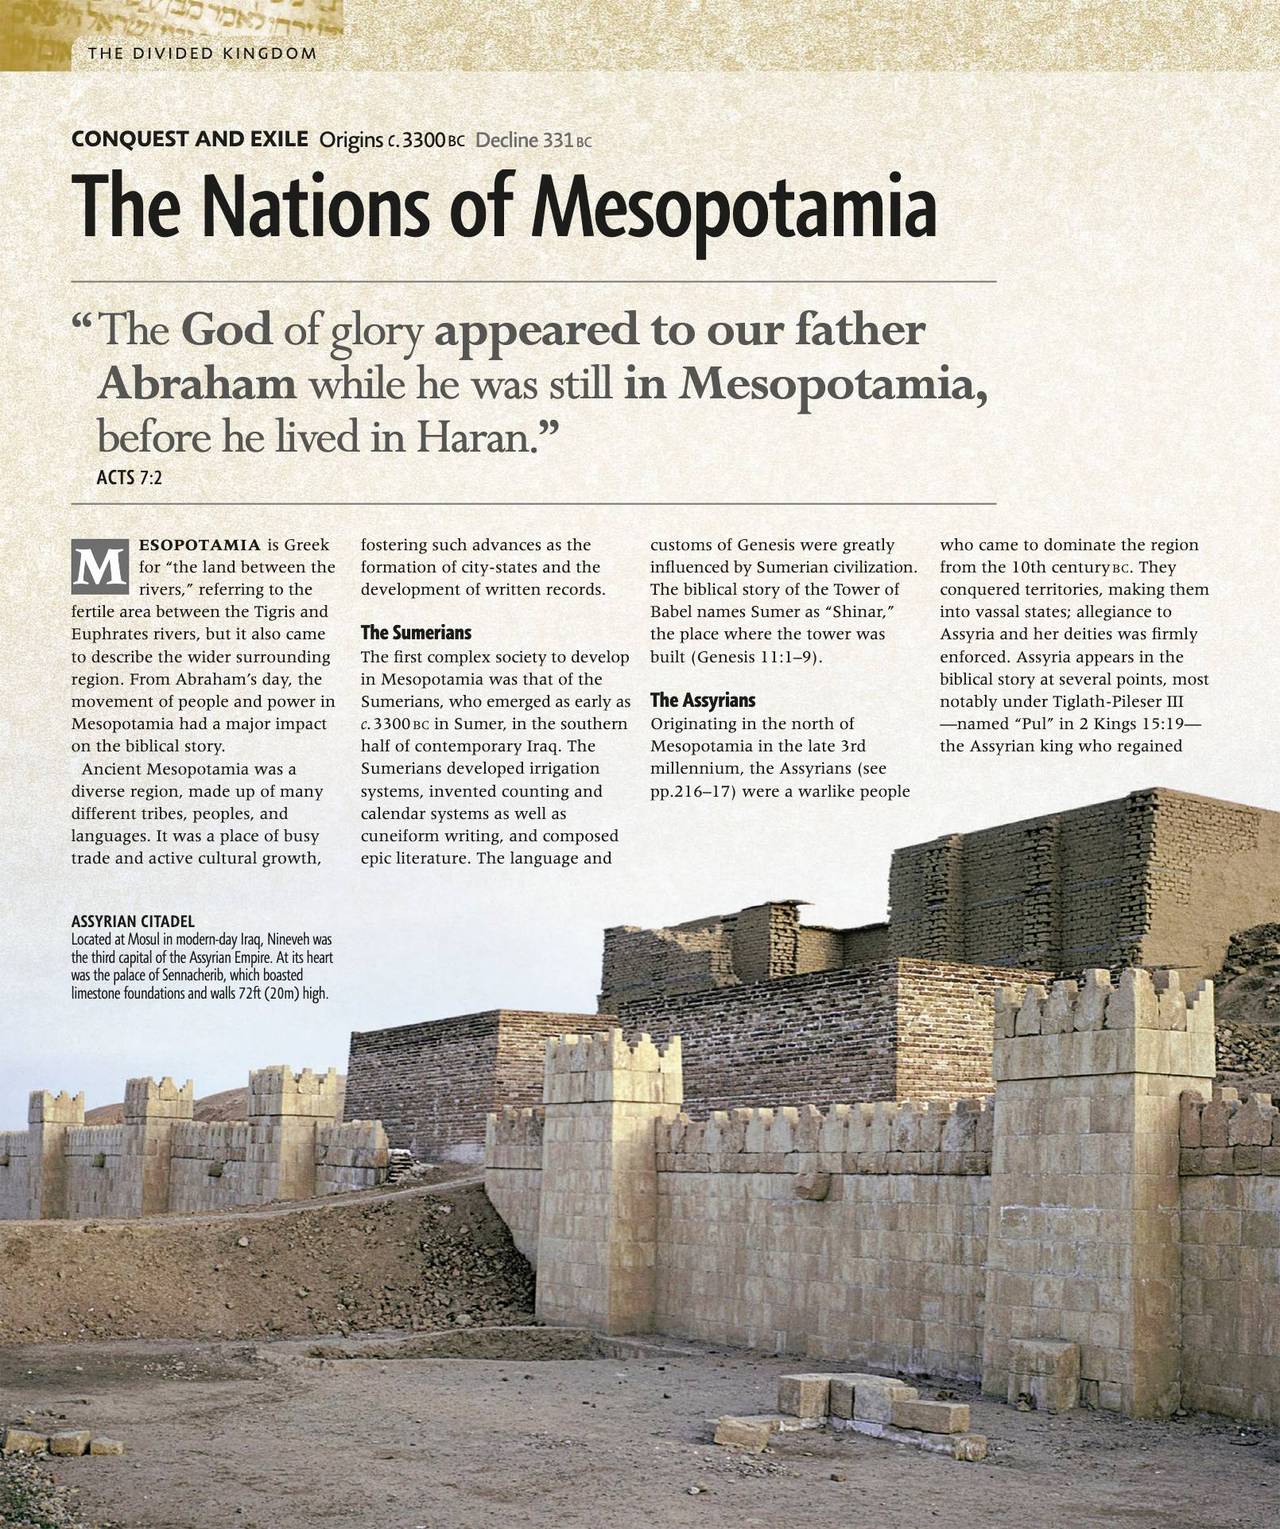 THE DIVIDED KINGDOM
CONQUEST AND EXILE Origins c. 3300 BC Decline 331 BC
The Nations of Mesopotamia
“The God of glory appeared to our father
Abraham while he was still in Mesopotamia,
before he lived in Haran.”
ACTS 7:2
MESOPOTAMIA is Greek
for “the land between the
rivers,” referring to the
fertile area between the Tigris and
Euphrates rivers, but it also came
to describe the wider surrounding
region. From Abraham’s day, the
movement of people and power in
Mesopotamia had a major impact
on the biblical story.
Ancient Mesopotamia was a
diverse region, made up of many
different tribes, peoples, and
languages. It was a place of busy
trade and active cultural growth,
fostering such advances as the
formation of city-states and the
development of written records.
The Sumerians
The first complex society to develop
in Mesopotamia was that of the
Sumerians, who emerged as early as
c. 3300 BC in Sumer, in the southern
half of contemporary Iraq. The
Sumerians developed irrigation
systems, invented counting and
calendar systems as well as
cuneiform writing, and composed
epic literature. The language and
customs of Genesis were greatly
influenced by Sumerian civilization.
The biblical story of the Tower of
Babel names Sumer as “Shinar,”
the place where the tower was
built (Genesis 11:1–9).
The Assyrians
Originating in the north of
Mesopotamia in the late 3rd
millennium, the Assyrians (see
pp.216–17) were a warlike people
who came to dominate the region
from the 10th century BC. They
conquered territories, making them
into vassal states; allegiance to
Assyria and her deities was firmly
enforced. Assyria appears in the
biblical story at several points, most
notably under Tiglath-Pileser III
—named “Pul” in 2 Kings 15:19—
the Assyrian king who regained
ASSYRIAN CITADEL
Located at Mosul in modern-day Iraq, Nineveh was
the third capital of the Assyrian Empire. At its heart
was the palace of Sennacherib, which boasted
limestone foundations and walls 72ft (20m) high.